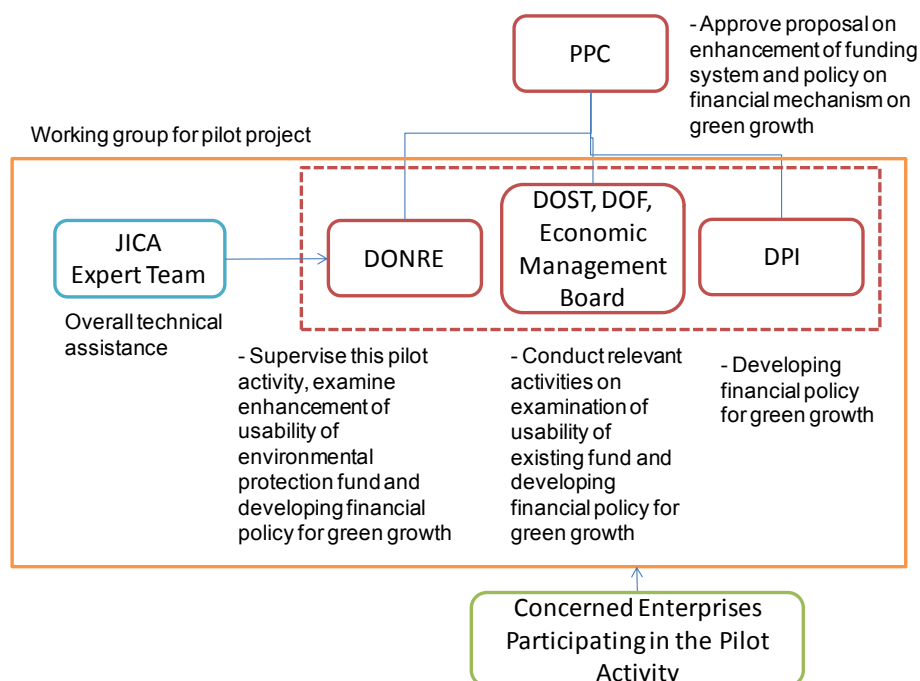 PPC
- Approve proposal on
enhancement of funding
system and policy on
financial mechanism on
green growth
Working group for pilot project
JICA
Expert Team
DONRE
DOST, DOF,
Economic
Management
Board
DPI
Overall technical
assistance
- Supervise this pilot
activity, examine
enhancement of
usability of
environmental
protection fund and
developing financial
policy for green growth
- Conduct relevant
activities on
examination of
usability of
existing fund and
developing
financial policy for
green growth
- Developing
financial policy
for green growth
Concerned Enterprises
Participating in the Pilot
Activity